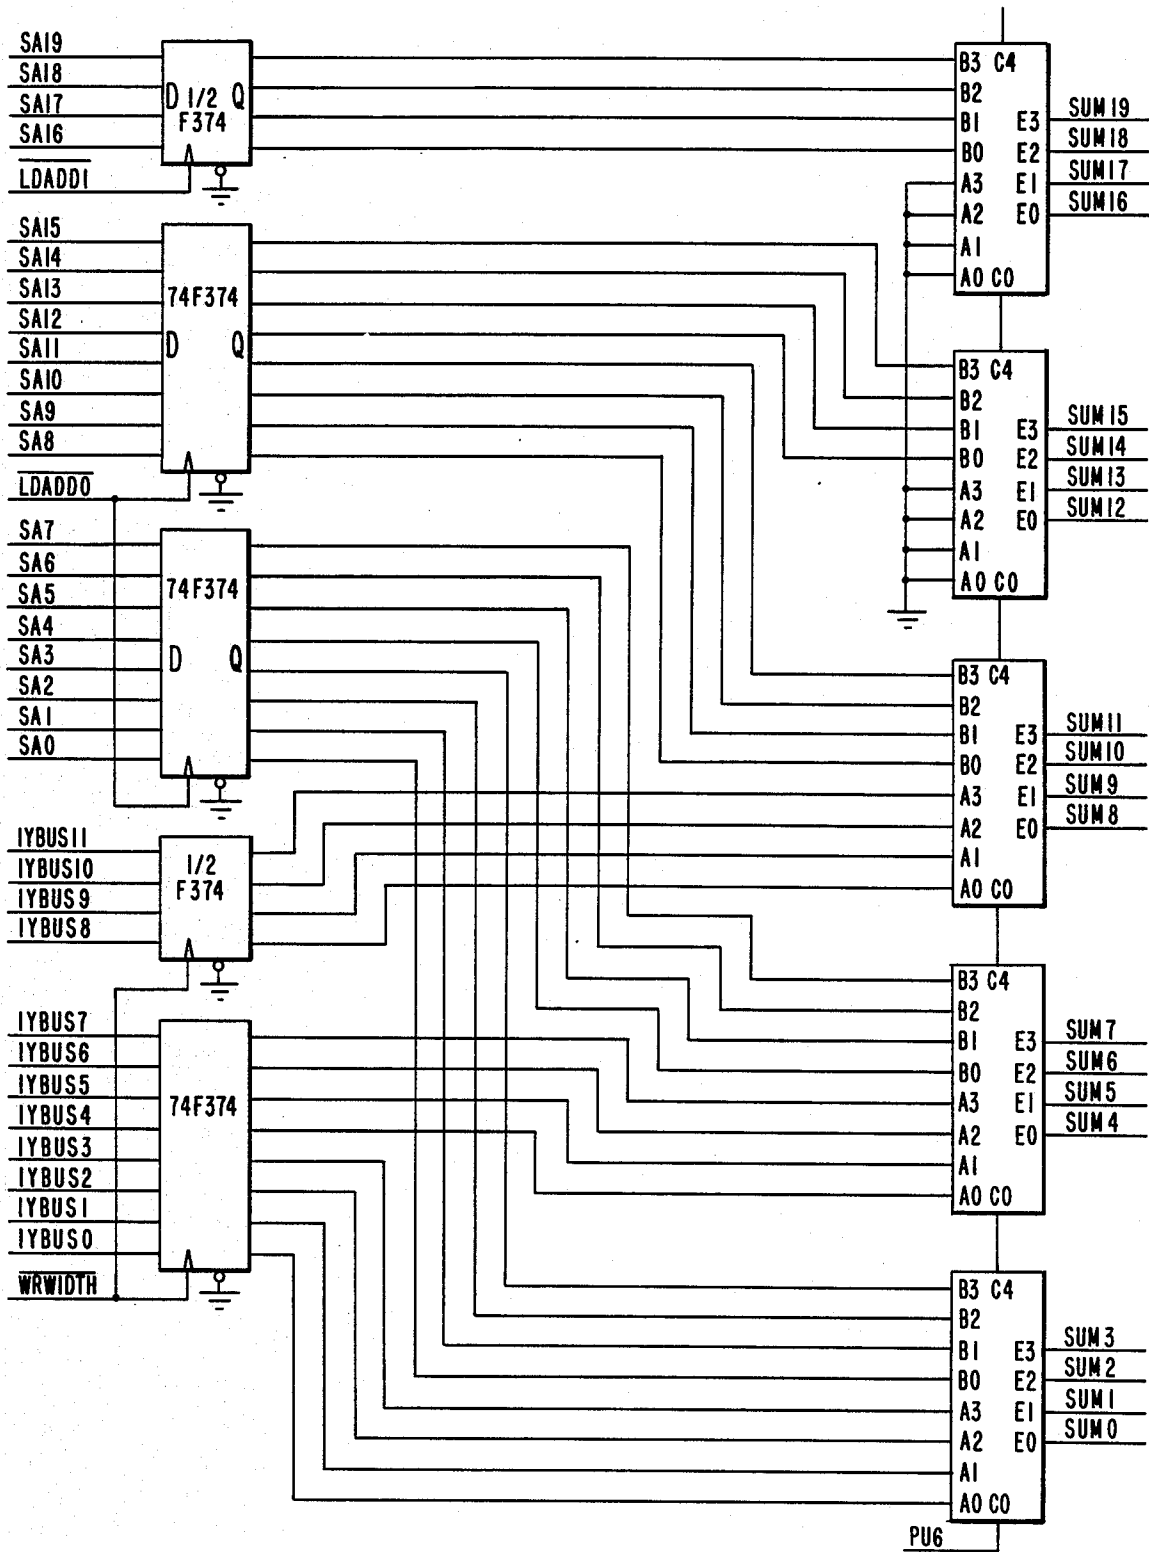 SA19
SA18
SA17
SA16
LDADD1
D 1/2 Q
F374
B3 C4
B2
B1 E3
B0 E2
A3 E1
A2 E0
A1
A0 C0
SUM19
SUM18
SUM17
SUM16
SA15
SA14
SA13
SA12
SA11
SA10
SA9
SA8
LDADD0
74F374
D Q
B3 C4
B2
B1 E3
B0 E2
A3 E1
A2 E0
A1
A0 C0
SUM15
SUM14
SUM13
SUM12
SA7
SA6
SA5
SA4
SA3
SA2
SA1
SA0
74F374
D Q
B3 C4
B2
B1 E3
B0 E2
A3 E1
A2 E0
A1
A0 C0
SUM11
SUM10
SUM9
SUM8
IYBUS11
IYBUS10
IYBUS9
IYBUS8
1/2
F374
B3 C4
B2
B1 E3
B0 E2
A3 E1
A2 E0
A1
A0 C0
SUM7
SUM6
SUM5
SUM4
IYBUS7
IYBUS6
IYBUS5
IYBUS4
IYBUS3
IYBUS2
IYBUS1
IYBUS0
WRWIDTH
74F374
B3 C4
B2
B1 E3
B0 E2
A3 E1
A2 E0
A1
A0 C0
SUM3
SUM2
SUM1
SUM0
PU6